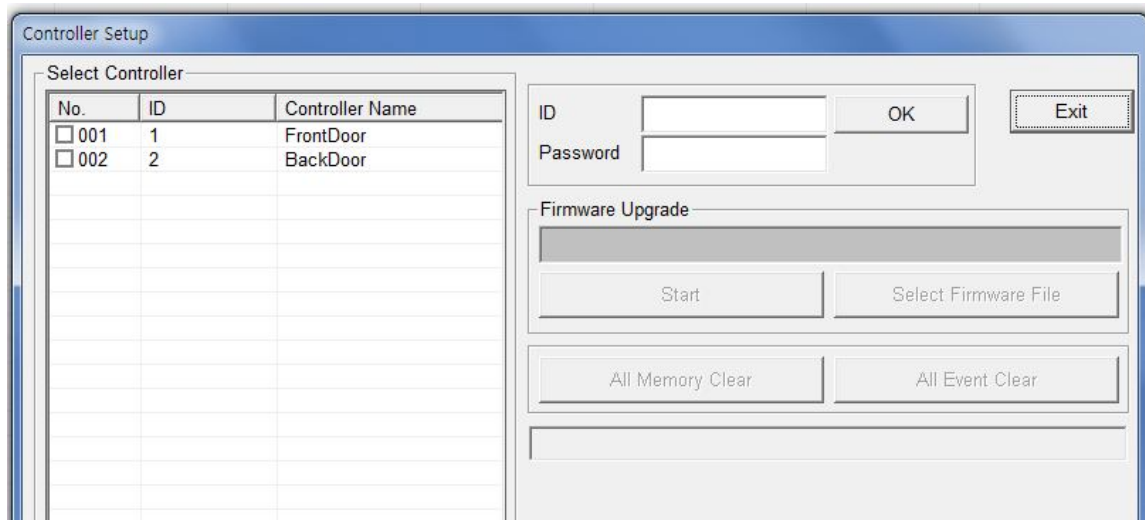 Controller Setup
Select Controller
No. ID Controller Name
001 1 FrontDoor
002 2 BackDoor
ID OK Exit
Password
Firmware Upgrade
Start Select Firmware File
All Memory Clear All Event Clear